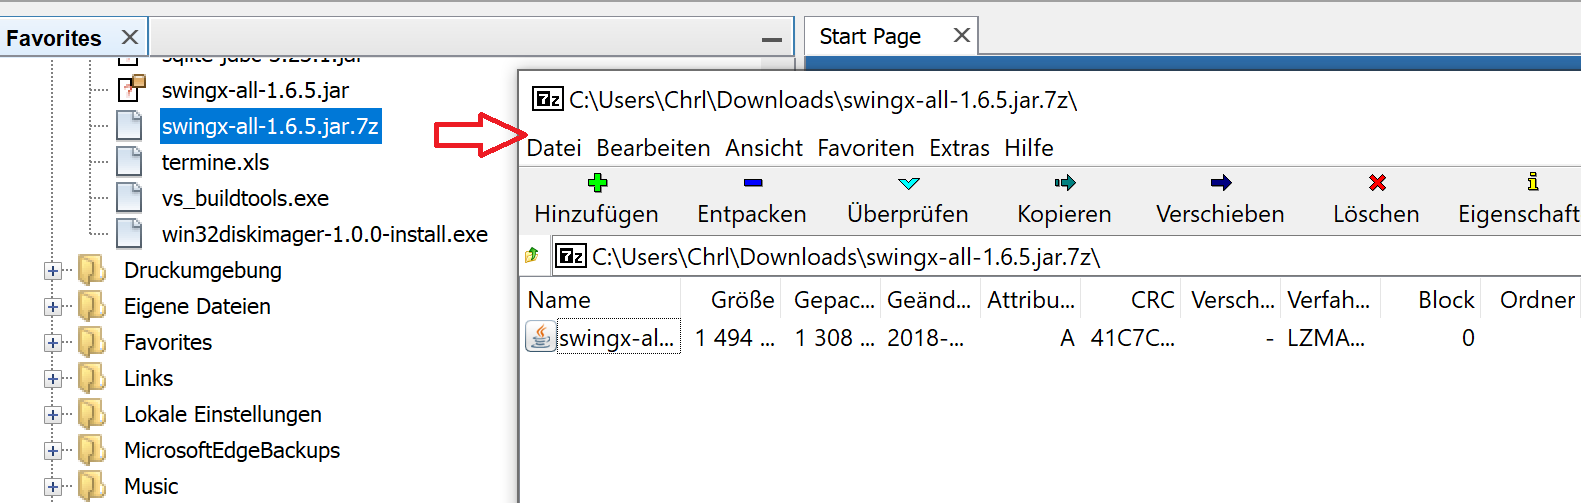 Favorites
Start Page
swingx-all-1.6.5.jar
swingx-all-1.6.5.jar.7z
termine.xls
vs_buildtools.exe
win32diskimager-1.0.0-install.exe
Druckumgebung
Eigene Dateien
Favorites
Links
Lokale Einstellungen
MicrosoftEdgeBackups
Music
7z C:\Users\Chrl\Downloads\swingx-all-1.6.5.jar.7z\
Datei Bearbeiten Ansicht Favoriten Extras Hilfe
Hinzufügen Entpacken Überprüfen Kopieren Verschieben Löschen Eigenschaft
7z C:\Users\Chrl\Downloads\swingx-all-1.6.5.jar.7z\
Name Größe Gepac... Geänd... Attribu... CRC Versch... Verfah... Block Ordner
swingx-al... 1 494 ... 1 308 ... 2018-... A 41C7C... - LZMA... 0